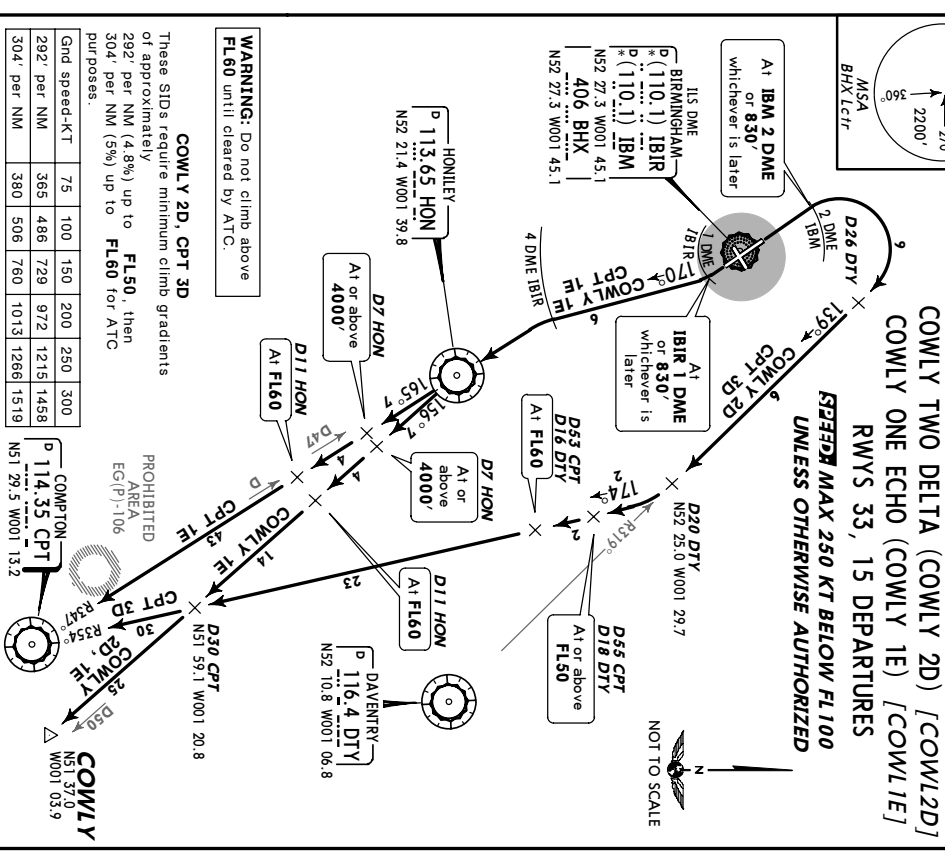 COWLY TWO DELTA (COWLY 2D) [COWL2D]
COWLY ONE ECHO (COWLY 1E) [COWL1E]
RWYS 33, 15 DEPARTURES
SPEED: MAX 250 KT BELOW FL100
UNLESS OTHERWISE AUTHORIZED
360°
270
2200'
MSA
BHX Lctr
At IBM 2 DME
or 830'
whichever is later
2 DME
IBM
D26 DTY
9
139°
COWLY 2D
CPT 3D
6
ILS DME
BIRMINGHAM
D
*(110.1) IBIR
D
*(110.1) IBM
N52 27.3 W001 45.1
406 BHX
N52 27.3 W001 45.1
1 DME
IBIR
At
IBIR 1 DME
or 830'
whichever is
later
170°
COWLY 1E
CPT 1E
6
4 DME IBIR
D20 DTY
N52 25.0 W001 29.7
R319°
174°
2
D55 CPT
D18 DTY
At or above
FL50
2
D53 CPT
D16 DTY
At FL60
23
NOT TO SCALE
N
HONILEY
D
113.65 HON
N52 21.4 W001 39.8
165°
7
156°
7
D7 HON
At or above
4000'
D7 HON
At or
above
4000'
D47
4
4
D11 HON
At FL60
D11 HON
At FL60
D
CPT 1E
43
COWLY 1E
14
DAVENTRY
D
116.4 DTY
N52 10.8 W001 06.8
D30 CPT
N51 59.1 W001 20.8
CPT 3D
30
R347°
R354°
COWLY
2D, 1E
25
D50
COWLY
N51 37.0
W001 03.9
PROHIBITED
AREA
EG(P)-106
COMPTON
D
114.35 CPT
N51 29.5 W001 13.2
WARNING: Do not climb above
FL60 until cleared by ATC.
COWLY 2D, CPT 3D
These SIDs require minimum climb gradients
of approximately
292' per NM (4.8%) up to FL50, then
304' per NM (5%) up to FL60 for ATC
purposes.
Gnd speed-KT 75 100 150 200 250 300
292' per NM 365 486 729 972 1215 1458
304' per NM 380 506 760 1013 1266 1519